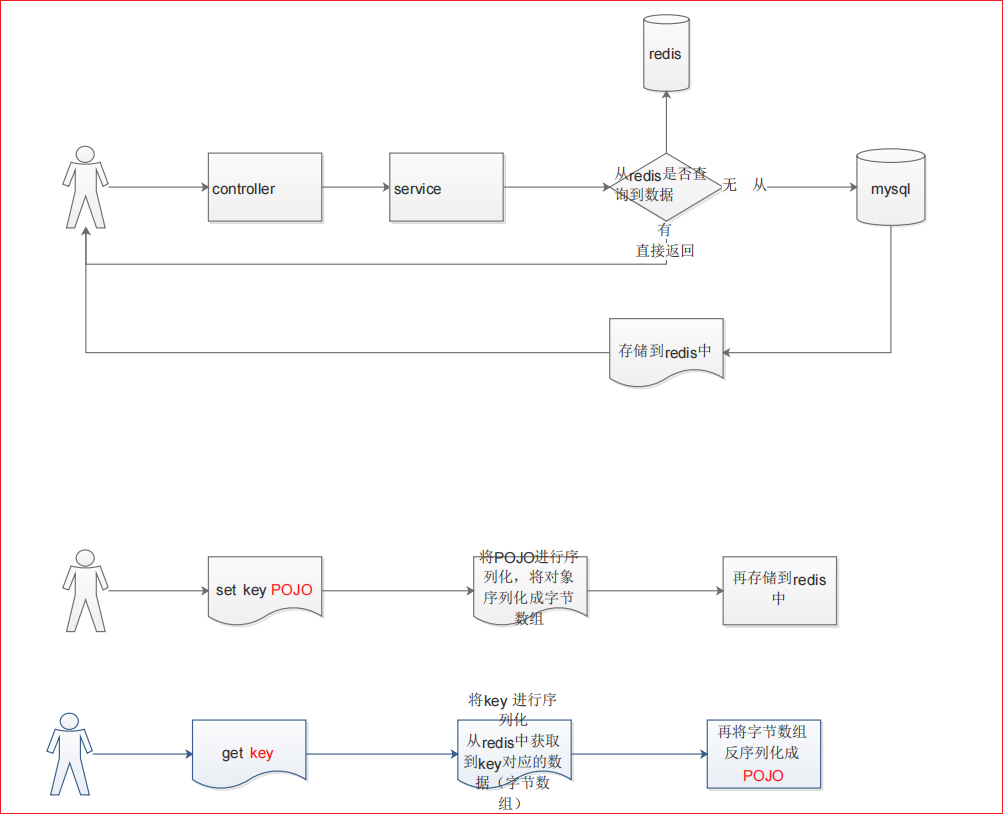 redis
controller
service
从redis是否查
询到数据
无 从
mysql
有
直接返回
存储到redis中
set key POJO
将POJO进行序
列化，将对象
序列化成字节
数组
再存储到redis
中
get key
将key 进行序
列化
从redis中获取
到key对应的数
据（字节数
组）
再将字节数组
反序列化成
POJO